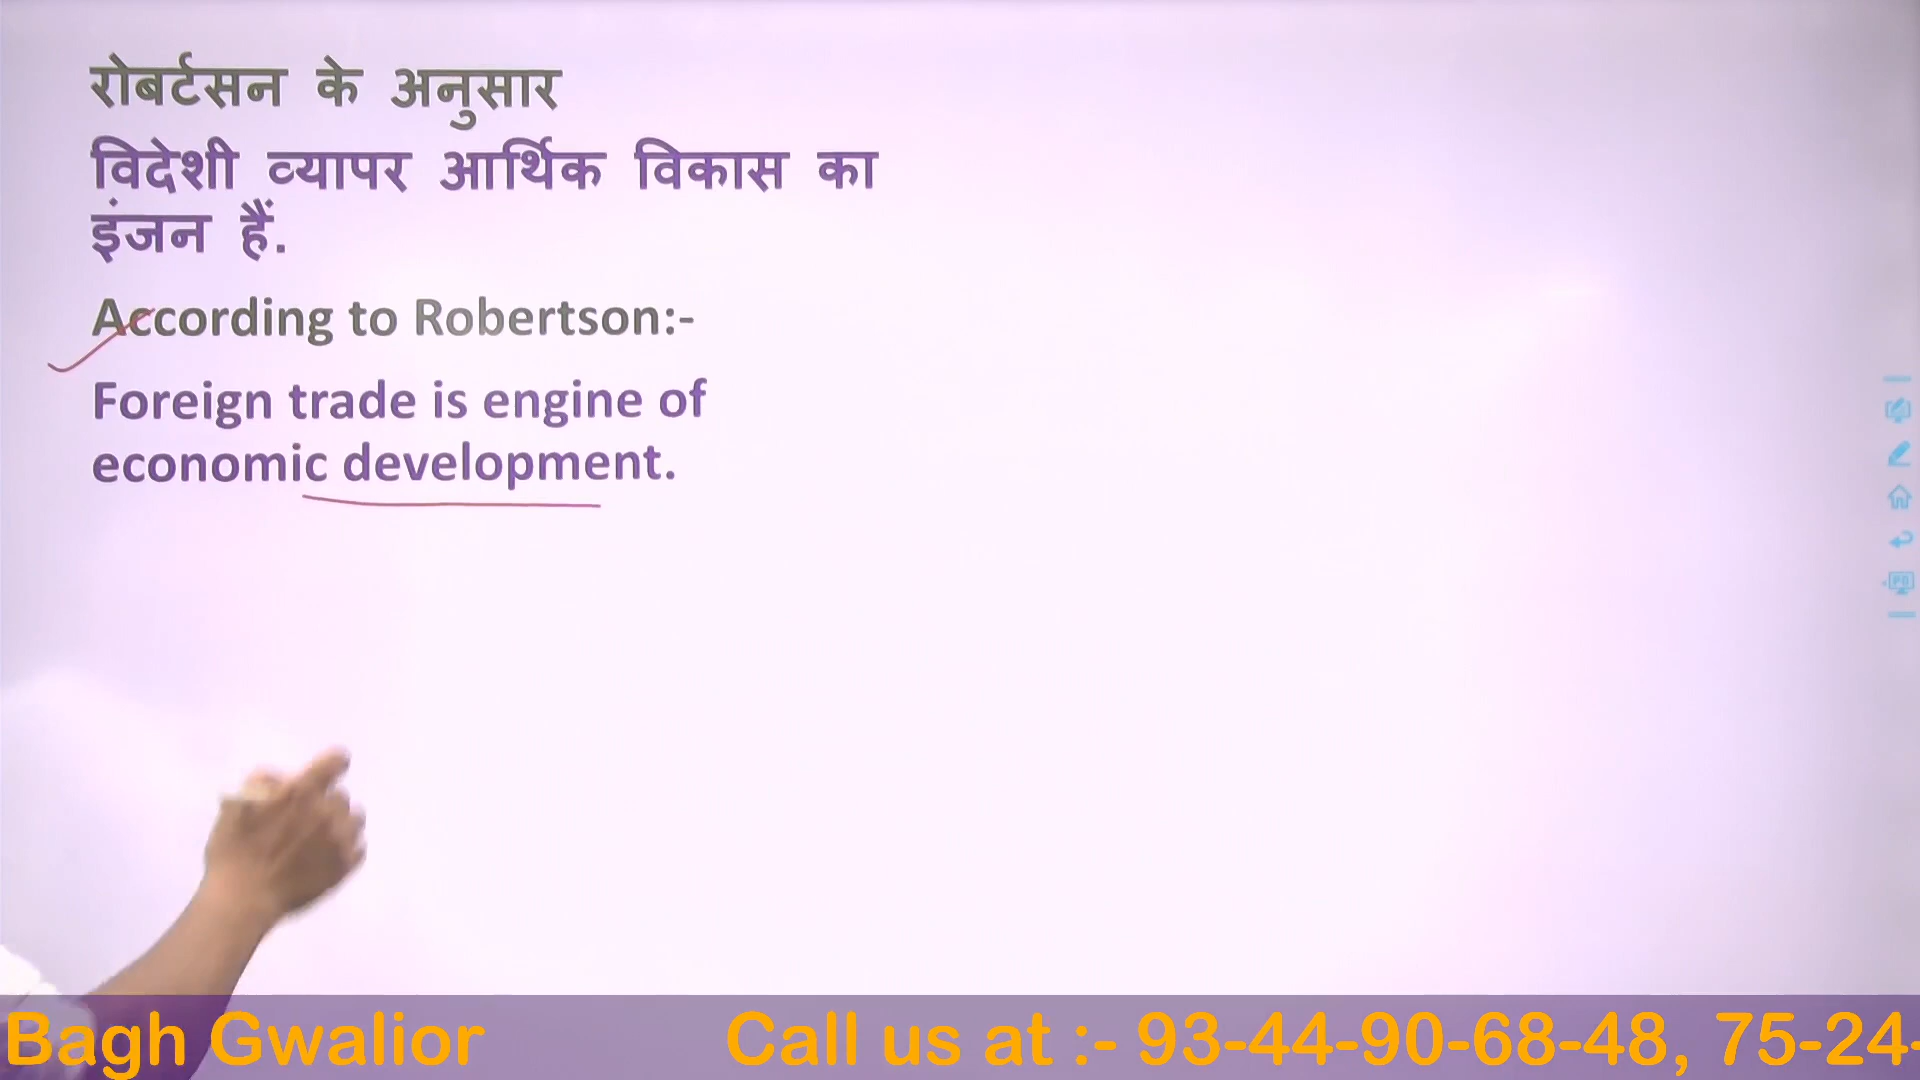 रोबर्टसन के अनुसार
विदेशी व्यापर आर्थिक विकास का
इंजन हैं.
According to Robertson:-
Foreign trade is engine of
economic development.
Bagh Gwalior Call us at :- 93-44-90-68-48, 75-24-